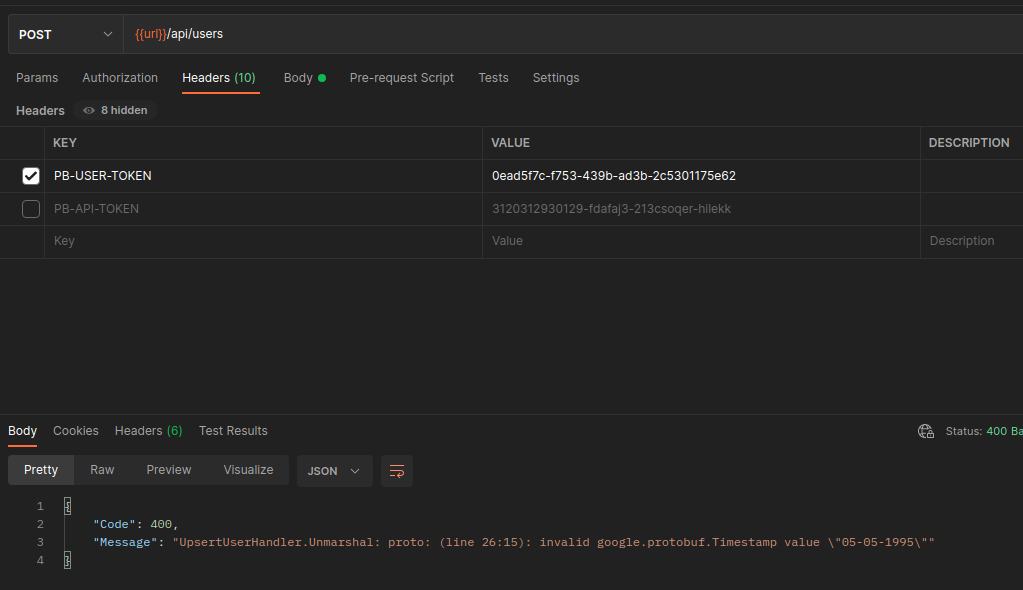 POST {{url}}/api/users
Params Authorization Headers (10) Body Pre-request Script Tests Settings
Headers 8 hidden
KEY VALUE DESCRIPTION
PB-USER-TOKEN 0ead5f7c-f753-439b-ad3b-2c5301175e62
PB-API-TOKEN 3120312930129-fdafaj3-213csoqer-hilekk
Key Value Description
Body Cookies Headers (6) Test Results Status: 400 Ba
Pretty Raw Preview Visualize JSON
1 {
2 "Code": 400,
3 "Message": "UpsertUserHandler.Unmarshal: proto: (line 26:15): invalid google.protobuf.Timestamp value \"05-05-1995\""
4 }